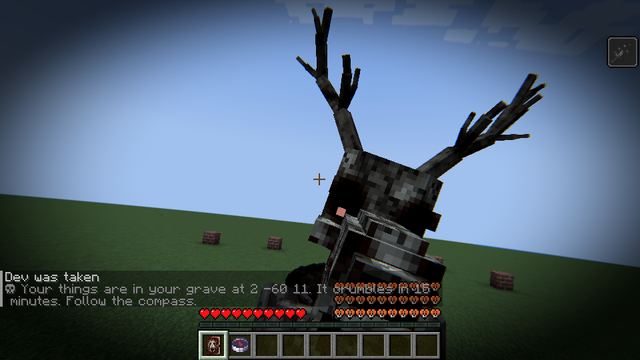 Dev was taken
☠ Your things are in your grave at 2 -60 11. It crumbles in 15
minutes. Follow the compass.